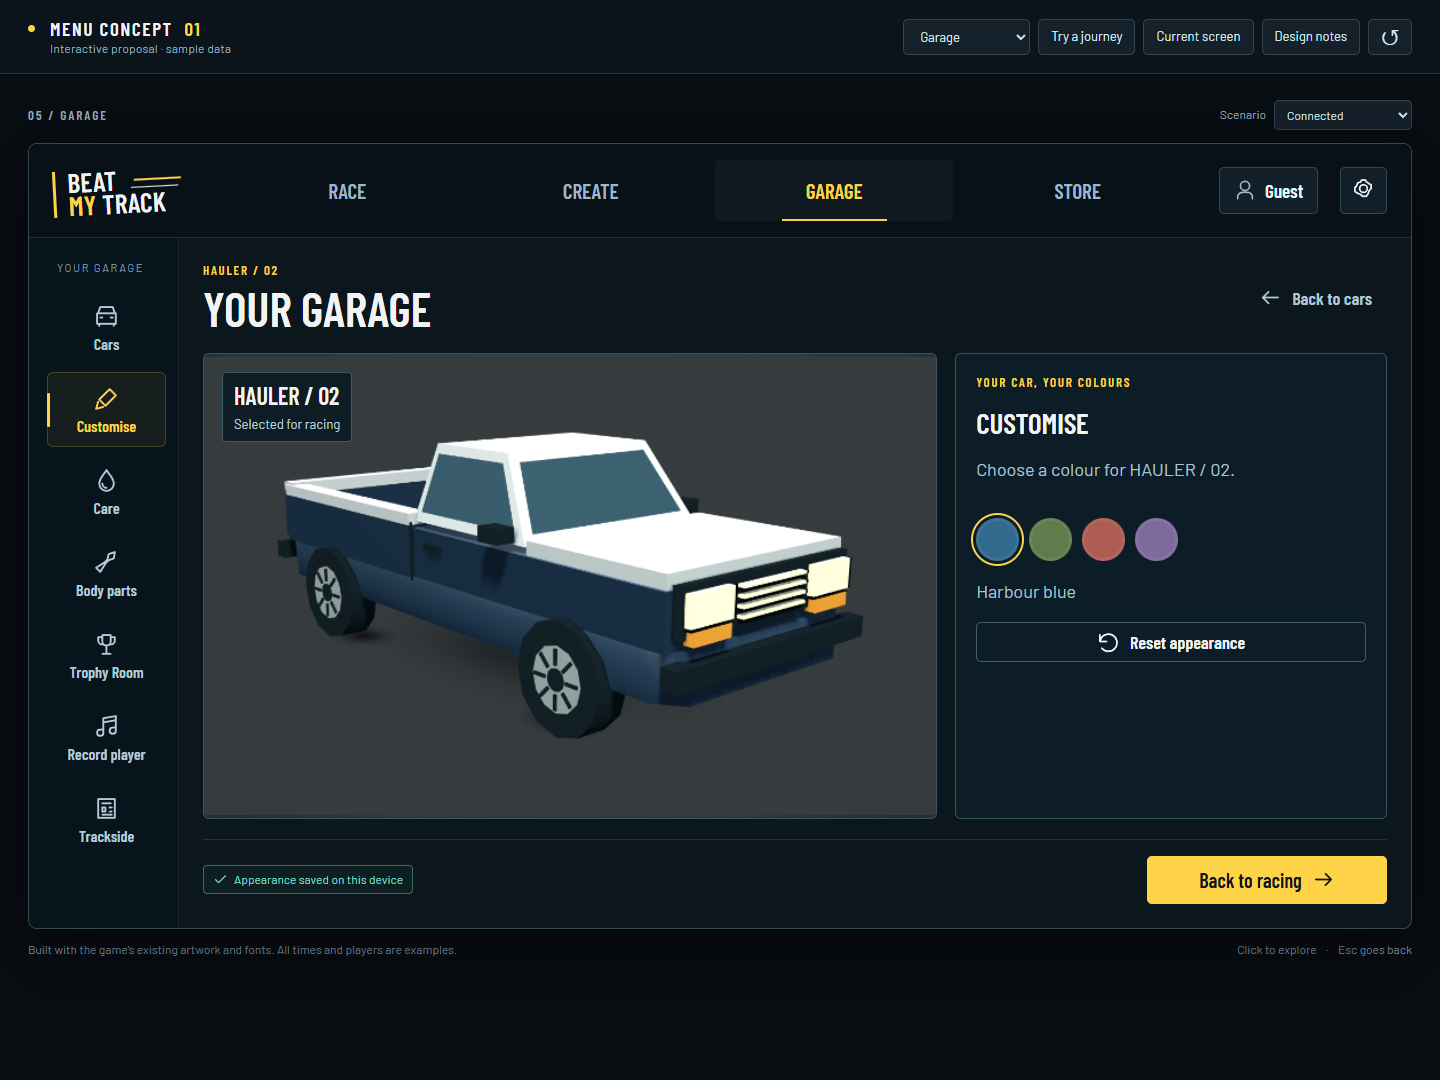 MENU CONCEPT 01
Interactive proposal · sample data
Garage
Try a journey
Current screen
Design notes
05 / GARAGE
Scenario
Connected
BEAT
MY TRACK
RACE
CREATE
GARAGE
STORE
Guest
YOUR GARAGE
Cars
Customise
Care
Body parts
Trophy Room
Record player
Trackside
HAULER / 02
YOUR GARAGE
Back to cars
HAULER / 02
Selected for racing
YOUR CAR, YOUR COLOURS
CUSTOMISE
Choose a colour for HAULER / 02.
Harbour blue
Reset appearance
Appearance saved on this device
Back to racing
Built with the game's existing artwork and fonts. All times and players are examples.
Click to explore · Esc goes back